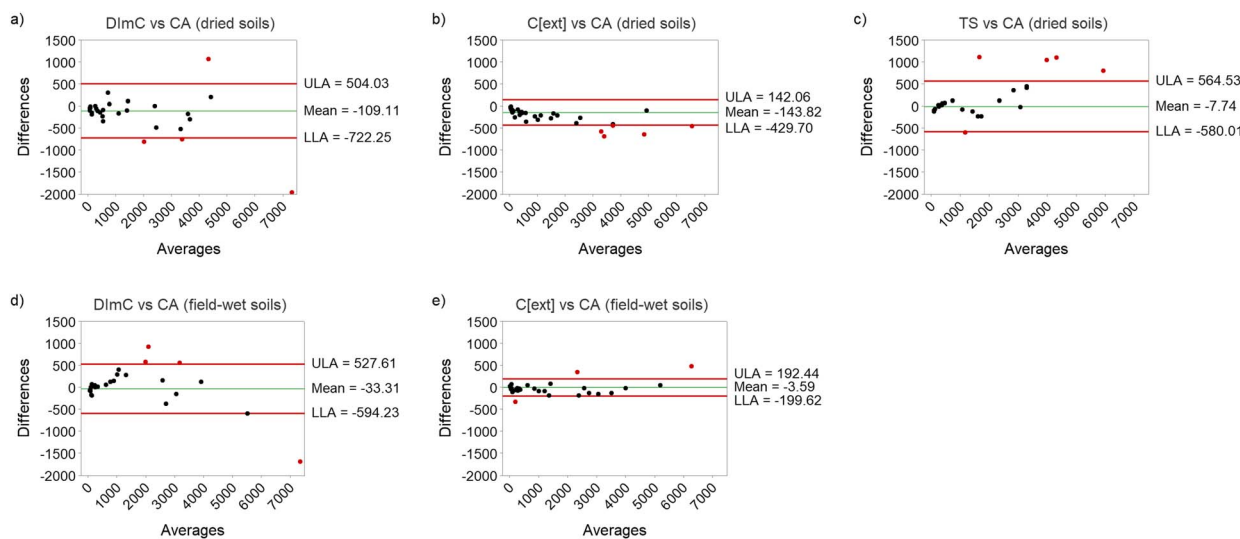 a)
DImC vs CA (dried soils)
Differences
1500
1000
500
0
-500
-1000
-1500
-2000
ULA = 504.03
Mean = -109.11
LLA = -722.25
0
1000
2000
3000
4000
5000
6000
7000
Averages
b)
C[ext] vs CA (dried soils)
Differences
1500
1000
500
0
-500
-1000
-1500
-2000
ULA = 142.06
Mean = -143.82
LLA = -429.70
0
1000
2000
3000
4000
5000
6000
7000
Averages
c)
TS vs CA (dried soils)
Differences
1500
1000
500
0
-500
-1000
-1500
-2000
ULA = 564.53
Mean = -7.74
LLA = -580.01
0
1000
2000
3000
4000
5000
6000
7000
Averages
d)
DImC vs CA (field-wet soils)
Differences
1500
1000
500
0
-500
-1000
-1500
-2000
ULA = 527.61
Mean = -33.31
LLA = -594.23
0
1000
2000
3000
4000
5000
6000
7000
Averages
e)
C[ext] vs CA (field-wet soils)
Differences
1500
1000
500
0
-500
-1000
-1500
-2000
ULA = 192.44
Mean = -3.59
LLA = -199.62
0
1000
2000
3000
4000
5000
6000
7000
Averages